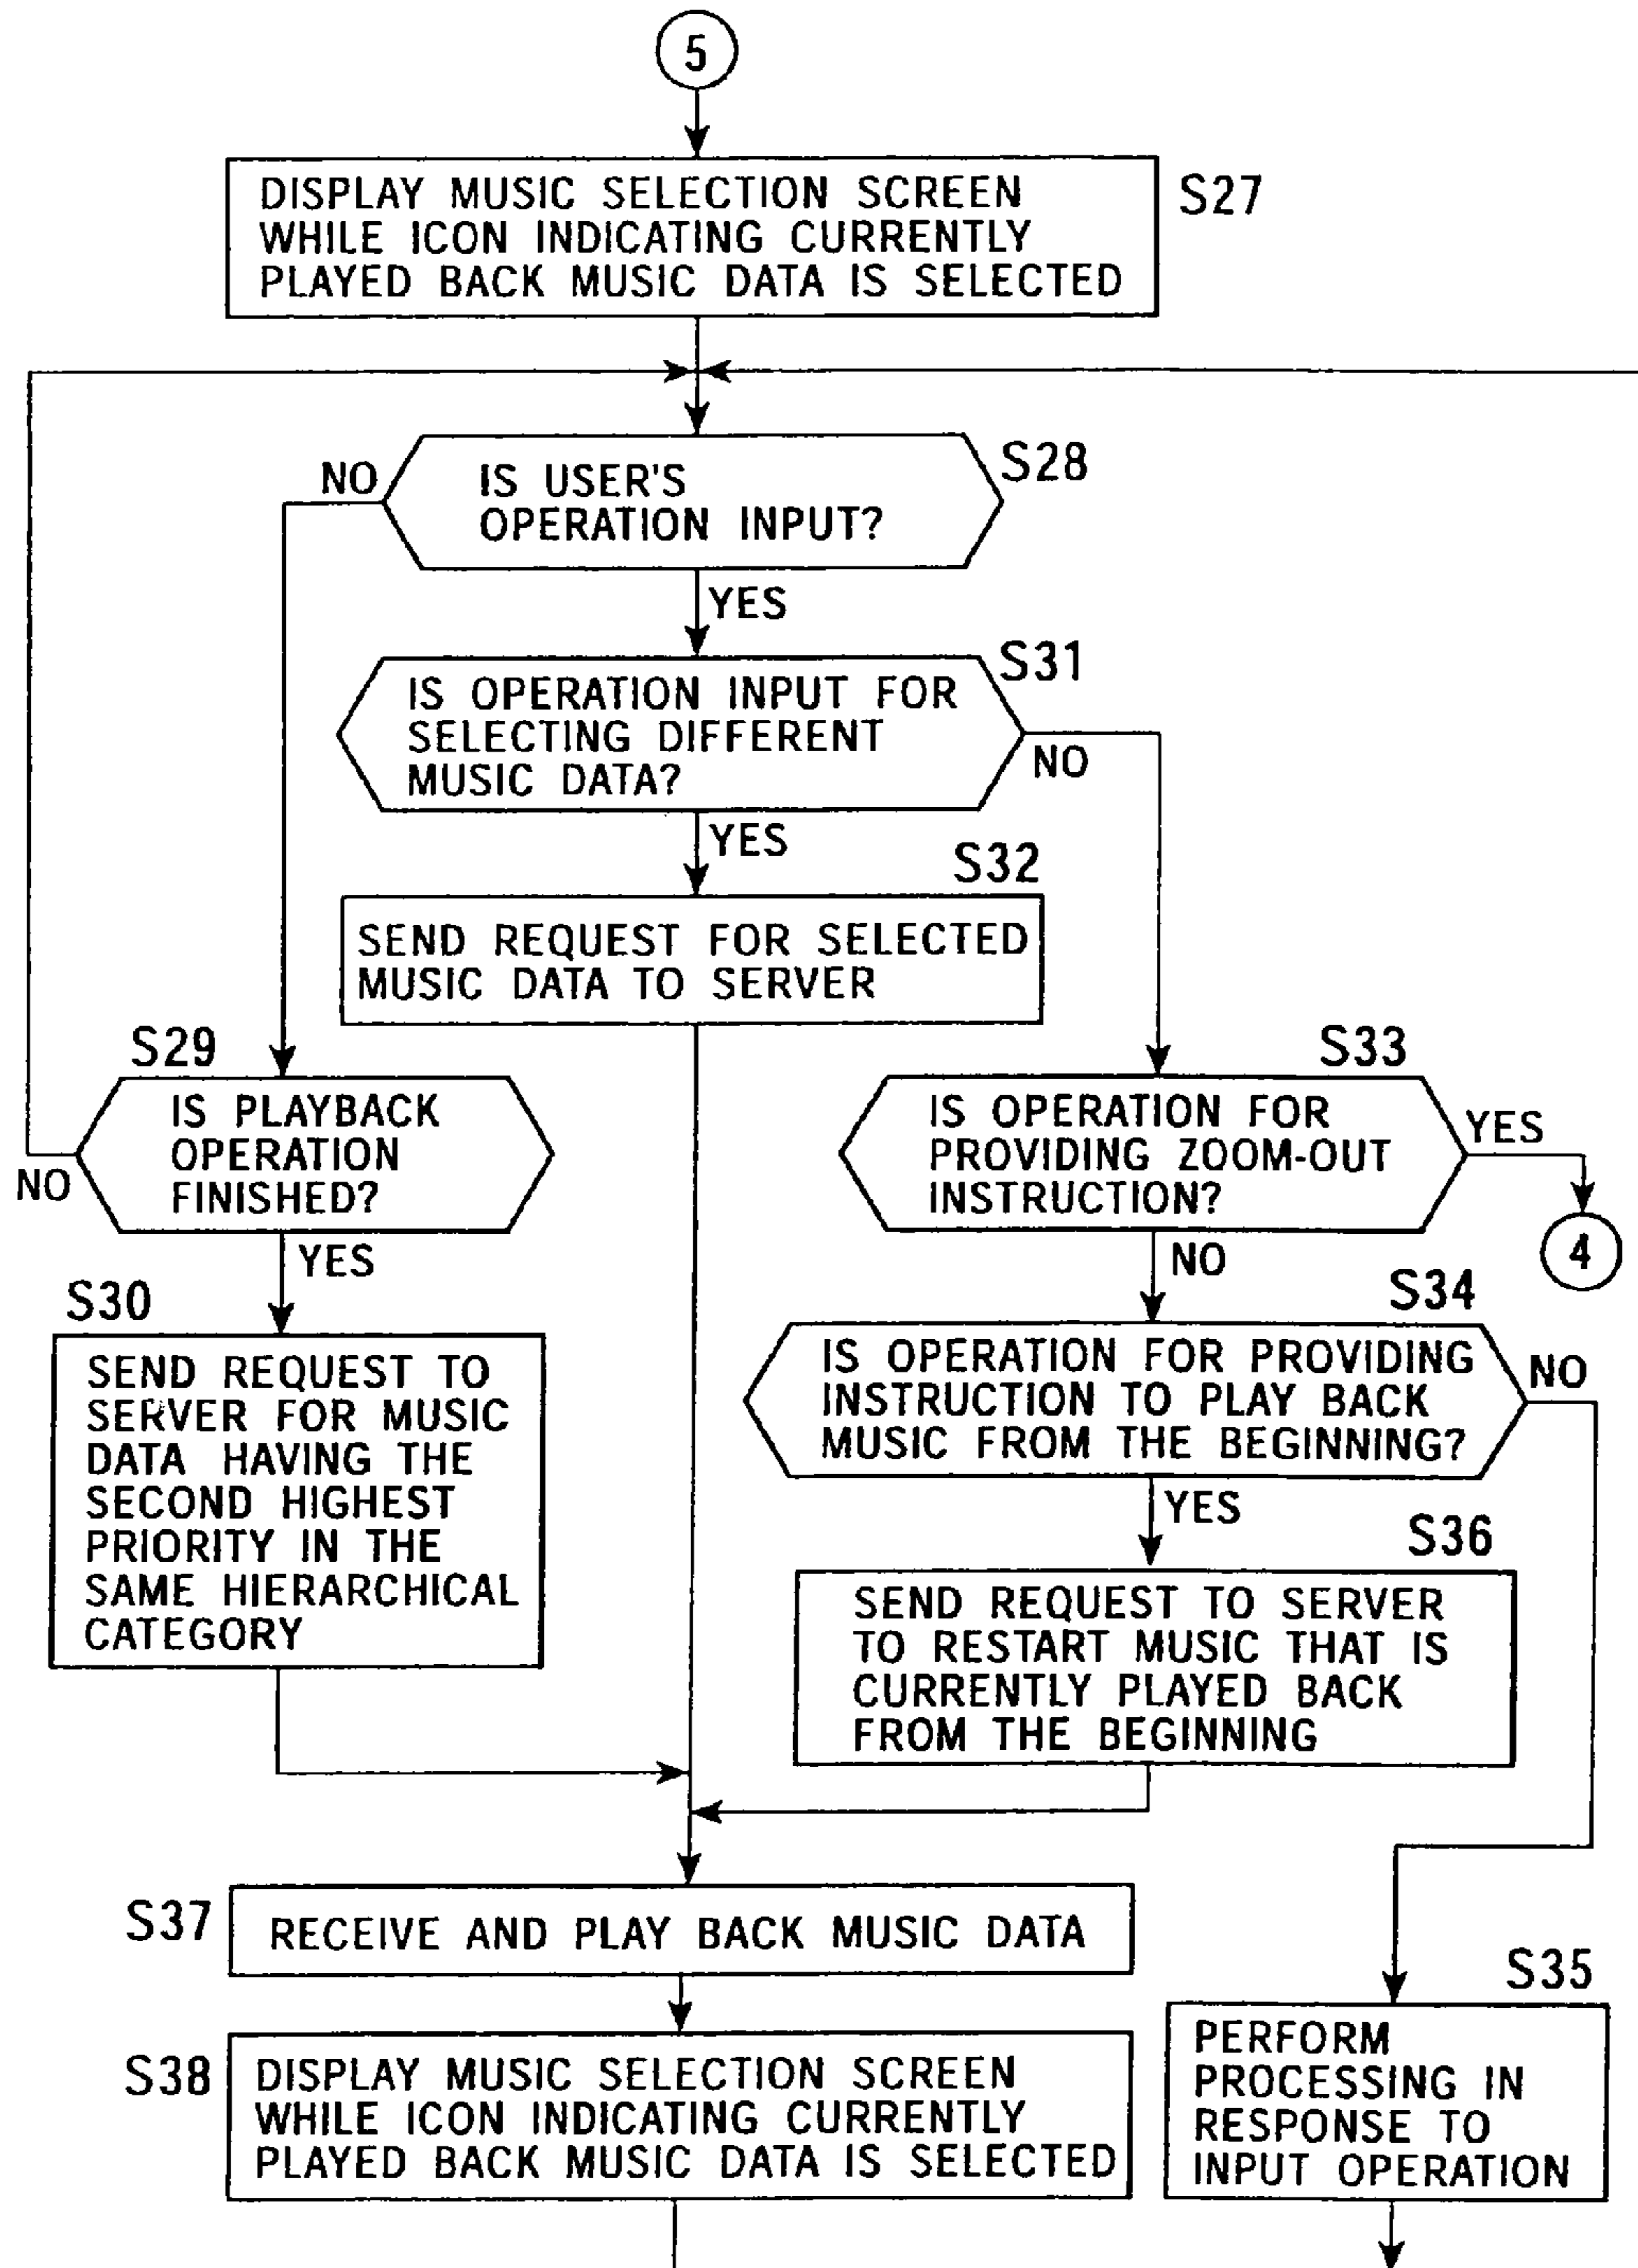 5
DISPLAY MUSIC SELECTION SCREEN
WHILE ICON INDICATING CURRENTLY
PLAYED BACK MUSIC DATA IS SELECTED
S27
NO
IS USER'S
OPERATION INPUT?
S28
YES
IS OPERATION INPUT FOR
SELECTING DIFFERENT
MUSIC DATA?
S31
NO
YES
S32
SEND REQUEST FOR SELECTED
MUSIC DATA TO SERVER
S29
IS PLAYBACK
OPERATION
FINISHED?
NO
YES
S33
IS OPERATION FOR
PROVIDING ZOOM-OUT
INSTRUCTION?
YES
4
NO
S30
SEND REQUEST TO
SERVER FOR MUSIC
DATA HAVING THE
SECOND HIGHEST
PRIORITY IN THE
SAME HIERARCHICAL
CATEGORY
S34
IS OPERATION FOR PROVIDING
INSTRUCTION TO PLAY BACK
MUSIC FROM THE BEGINNING?
NO
YES
S36
SEND REQUEST TO SERVER
TO RESTART MUSIC THAT IS
CURRENTLY PLAYED BACK
FROM THE BEGINNING
S37
RECEIVE AND PLAY BACK MUSIC DATA
S35
PERFORM
PROCESSING IN
RESPONSE TO
INPUT OPERATION
S38
DISPLAY MUSIC SELECTION SCREEN
WHILE ICON INDICATING CURRENTLY
PLAYED BACK MUSIC DATA IS SELECTED